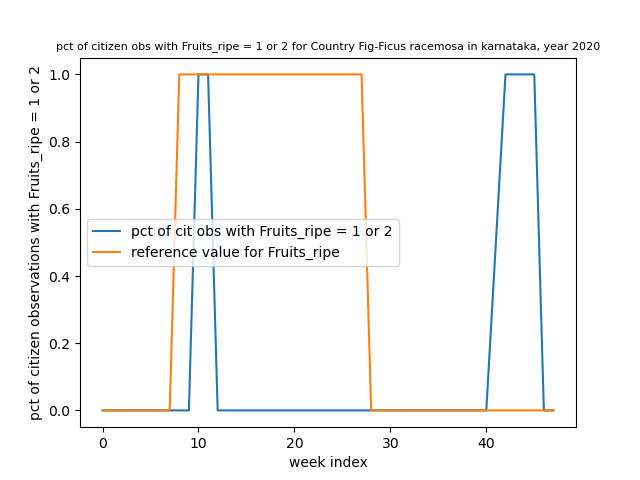 pct of citizen obs with Fruits_ripe = 1 or 2 for Country Fig-Ficus racemosa in karnataka, year 2020
pct of citizen observations with Fruits_ripe = 1 or 2
1.0
0.8
0.6
0.4
0.2
0.0
pct of cit obs with Fruits_ripe = 1 or 2
reference value for Fruits_ripe
0 10 20 30 40
week index